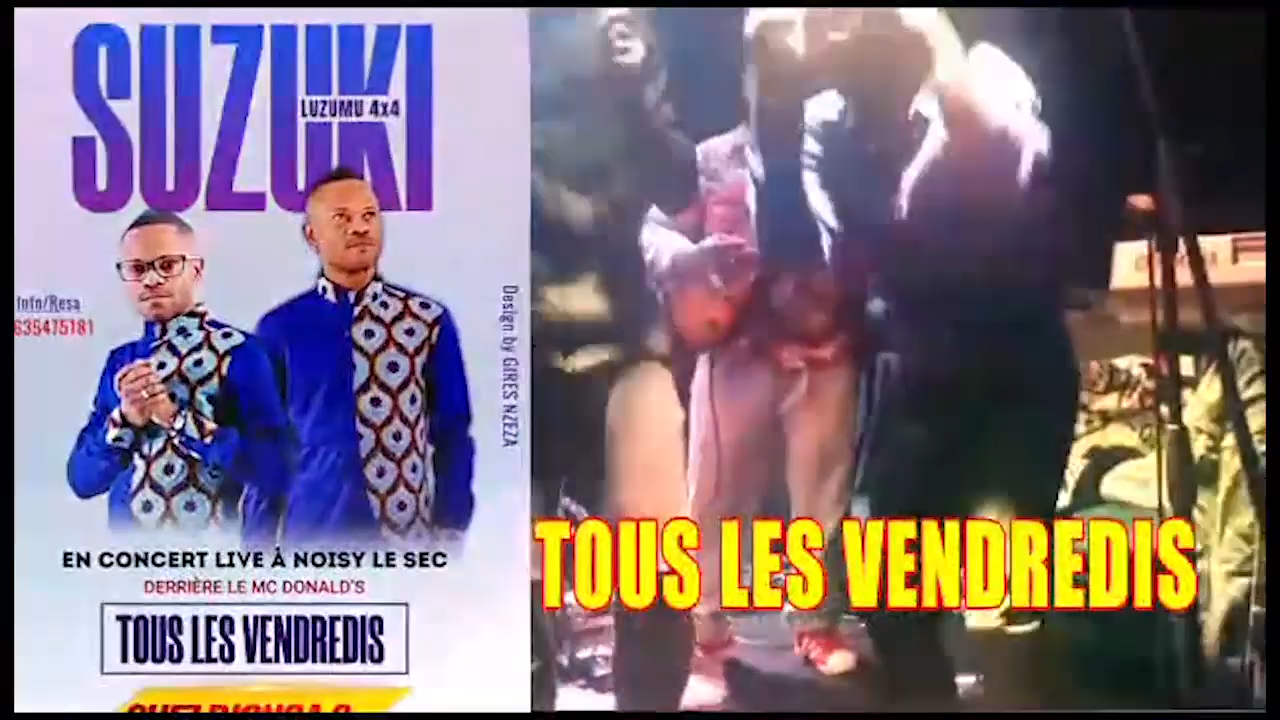 SUZUKI
LUZUMU 4x4
Info/Resa
635475181
Design by GIRES NZEZA
EN CONCERT LIVE À NOISY LE SEC
DERRIÈRE LE MC DONALD'S
TOUS LES VENDREDIS
TOUS LES VENDREDIS